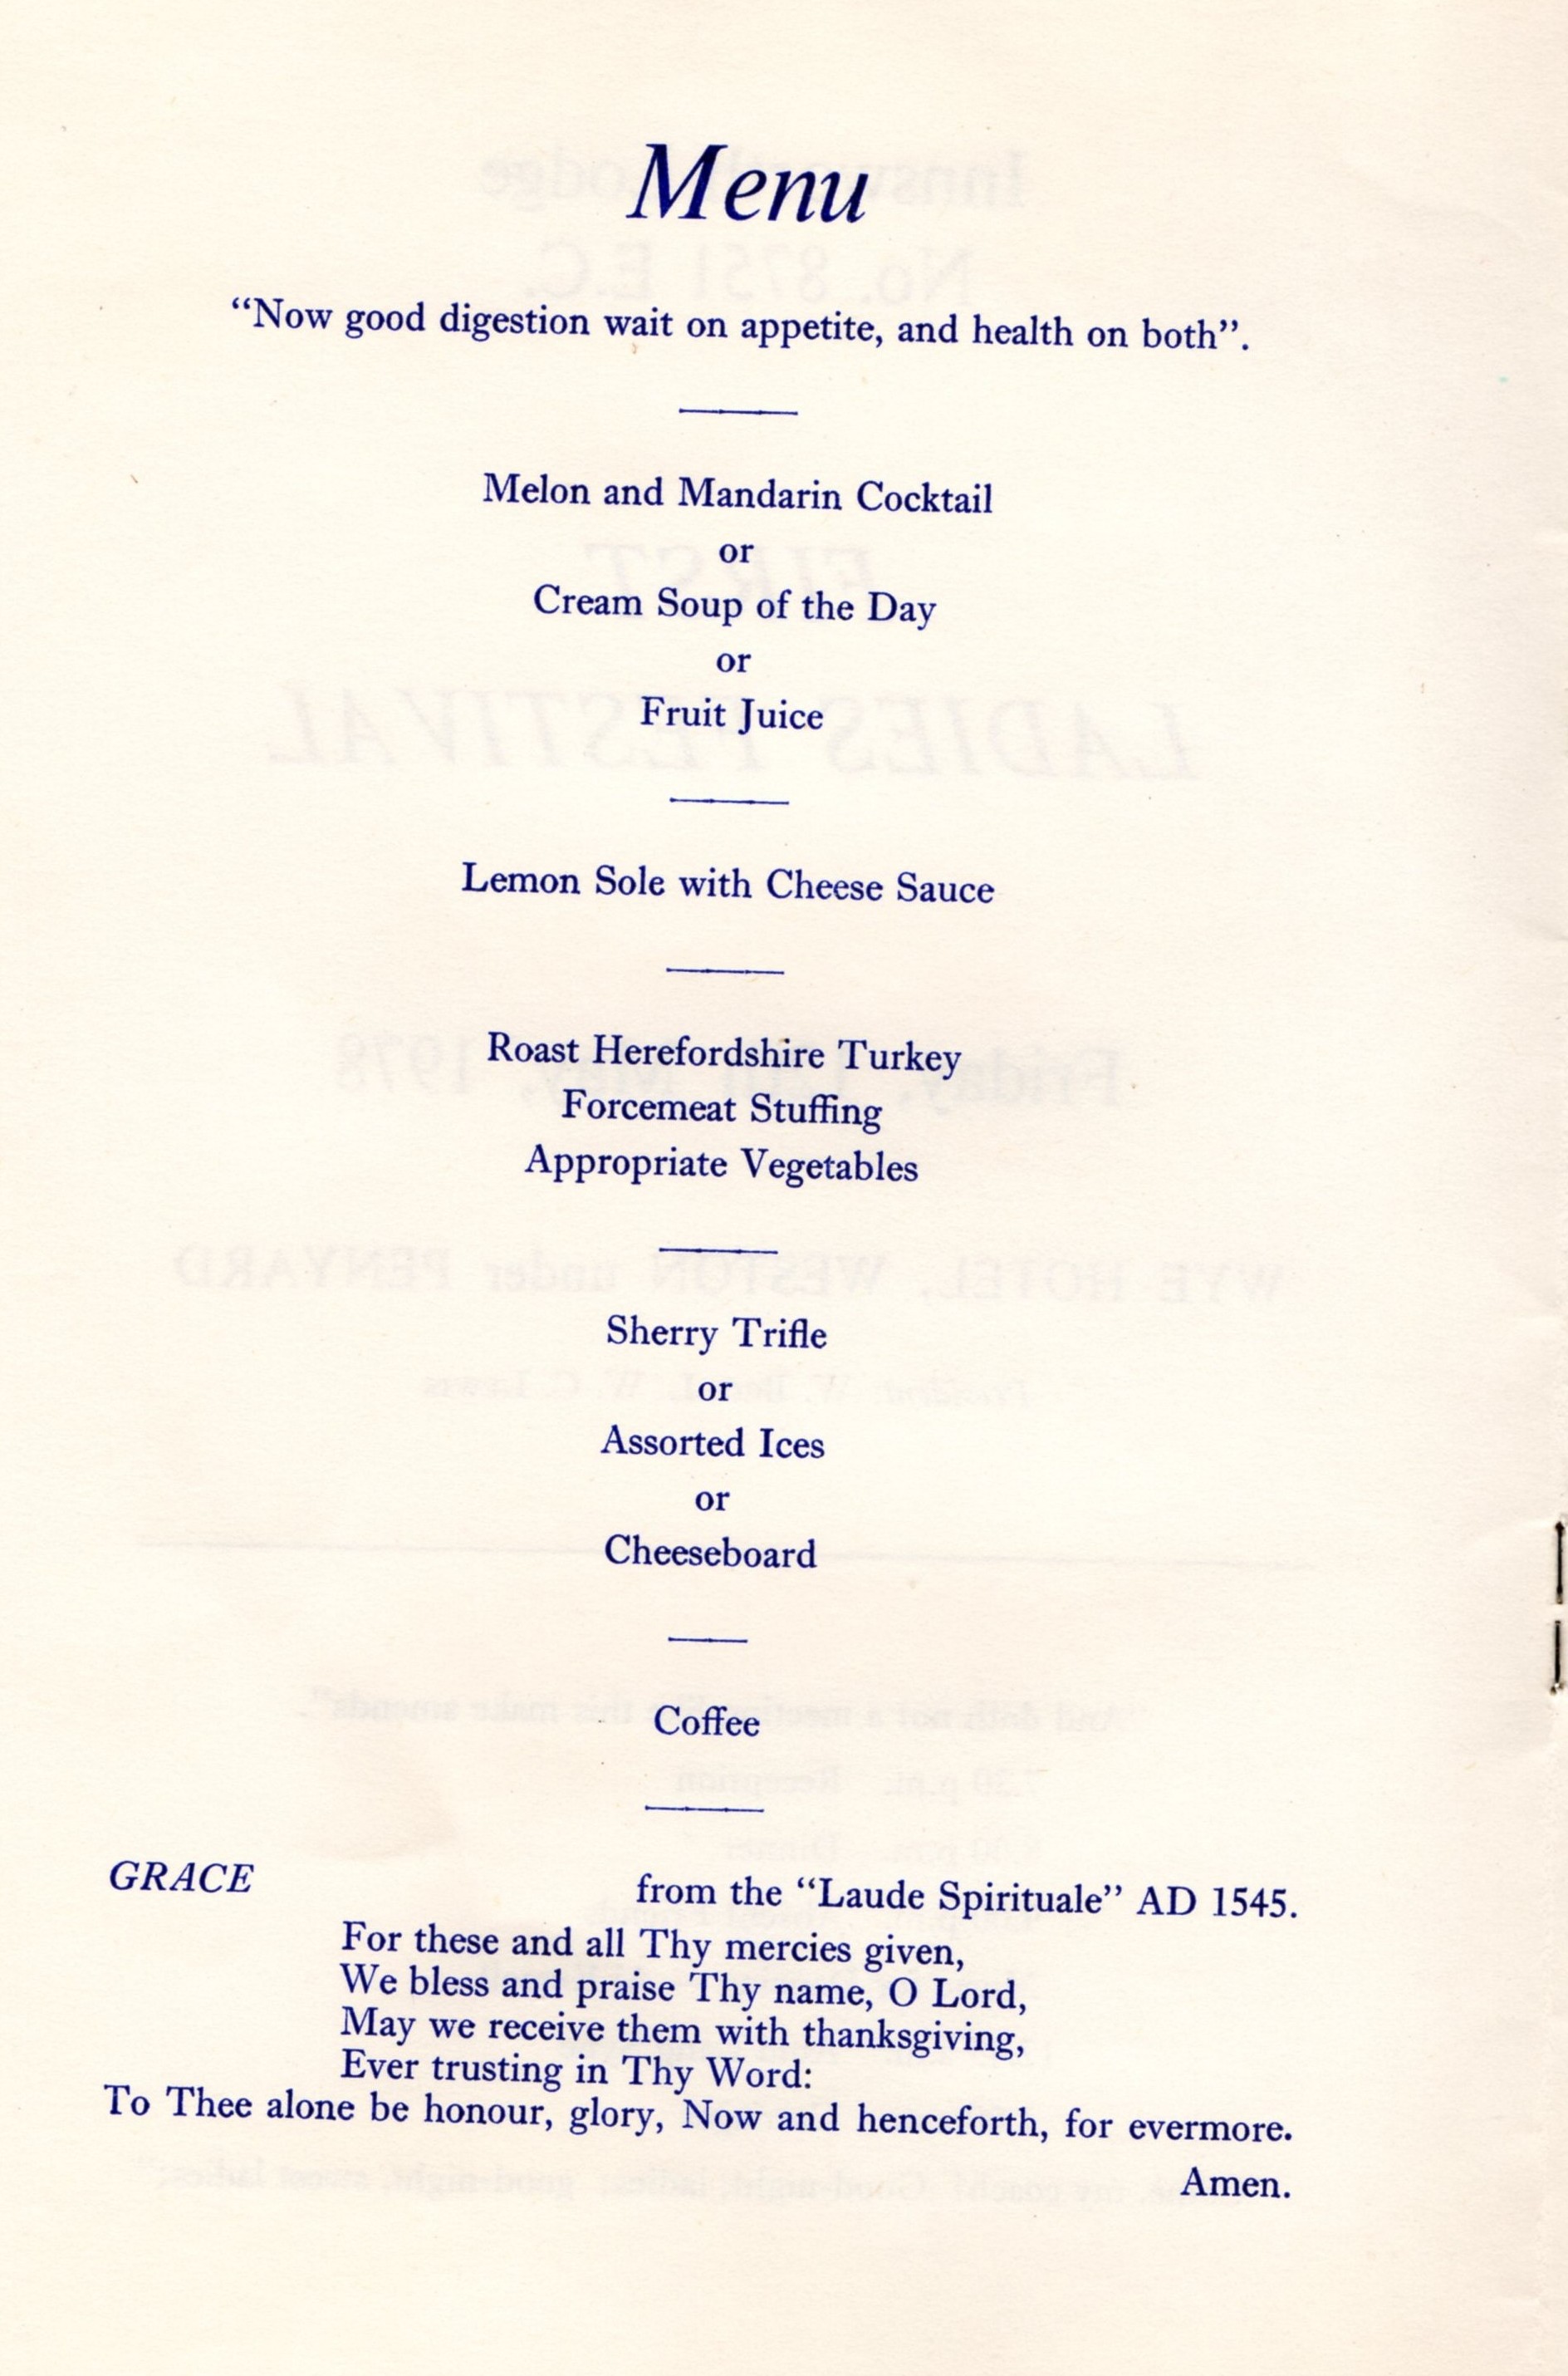 Menu
“Now good digestion wait on appetite, and health on both”.
Melon and Mandarin Cocktail
or
Cream Soup of the Day
or
Fruit Juice
Lemon Sole with Cheese Sauce
Roast Herefordshire Turkey
Forcemeat Stuffing
Appropriate Vegetables
Sherry Trifle
or
Assorted Ices
or
Cheeseboard
Coffee
GRACE from the “Laude Spirituale” AD 1545.
For these and all Thy mercies given,
We bless and praise Thy name, O Lord,
May we receive them with thanksgiving,
Ever trusting in Thy Word:
To Thee alone be honour, glory, Now and henceforth, for evermore.
Amen.